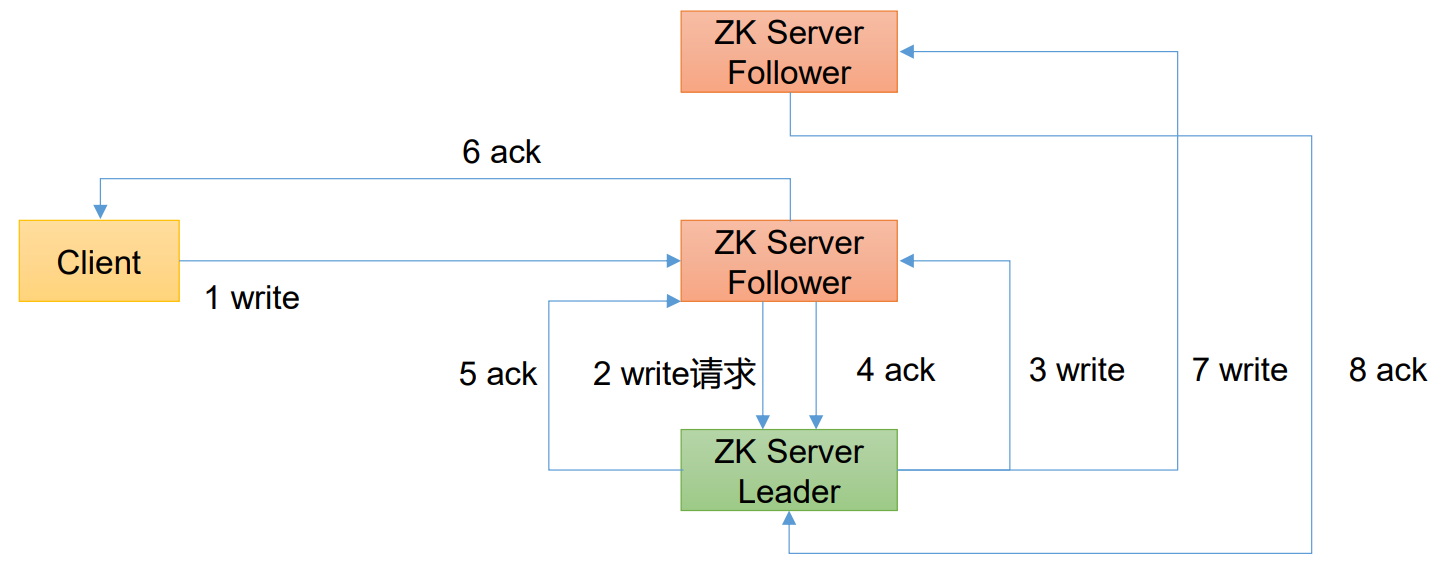 ZK Server
Follower
6 ack
Client
ZK Server
Follower
1 write
5 ack
2 write请求
4 ack
3 write
7 write
8 ack
ZK Server
Leader